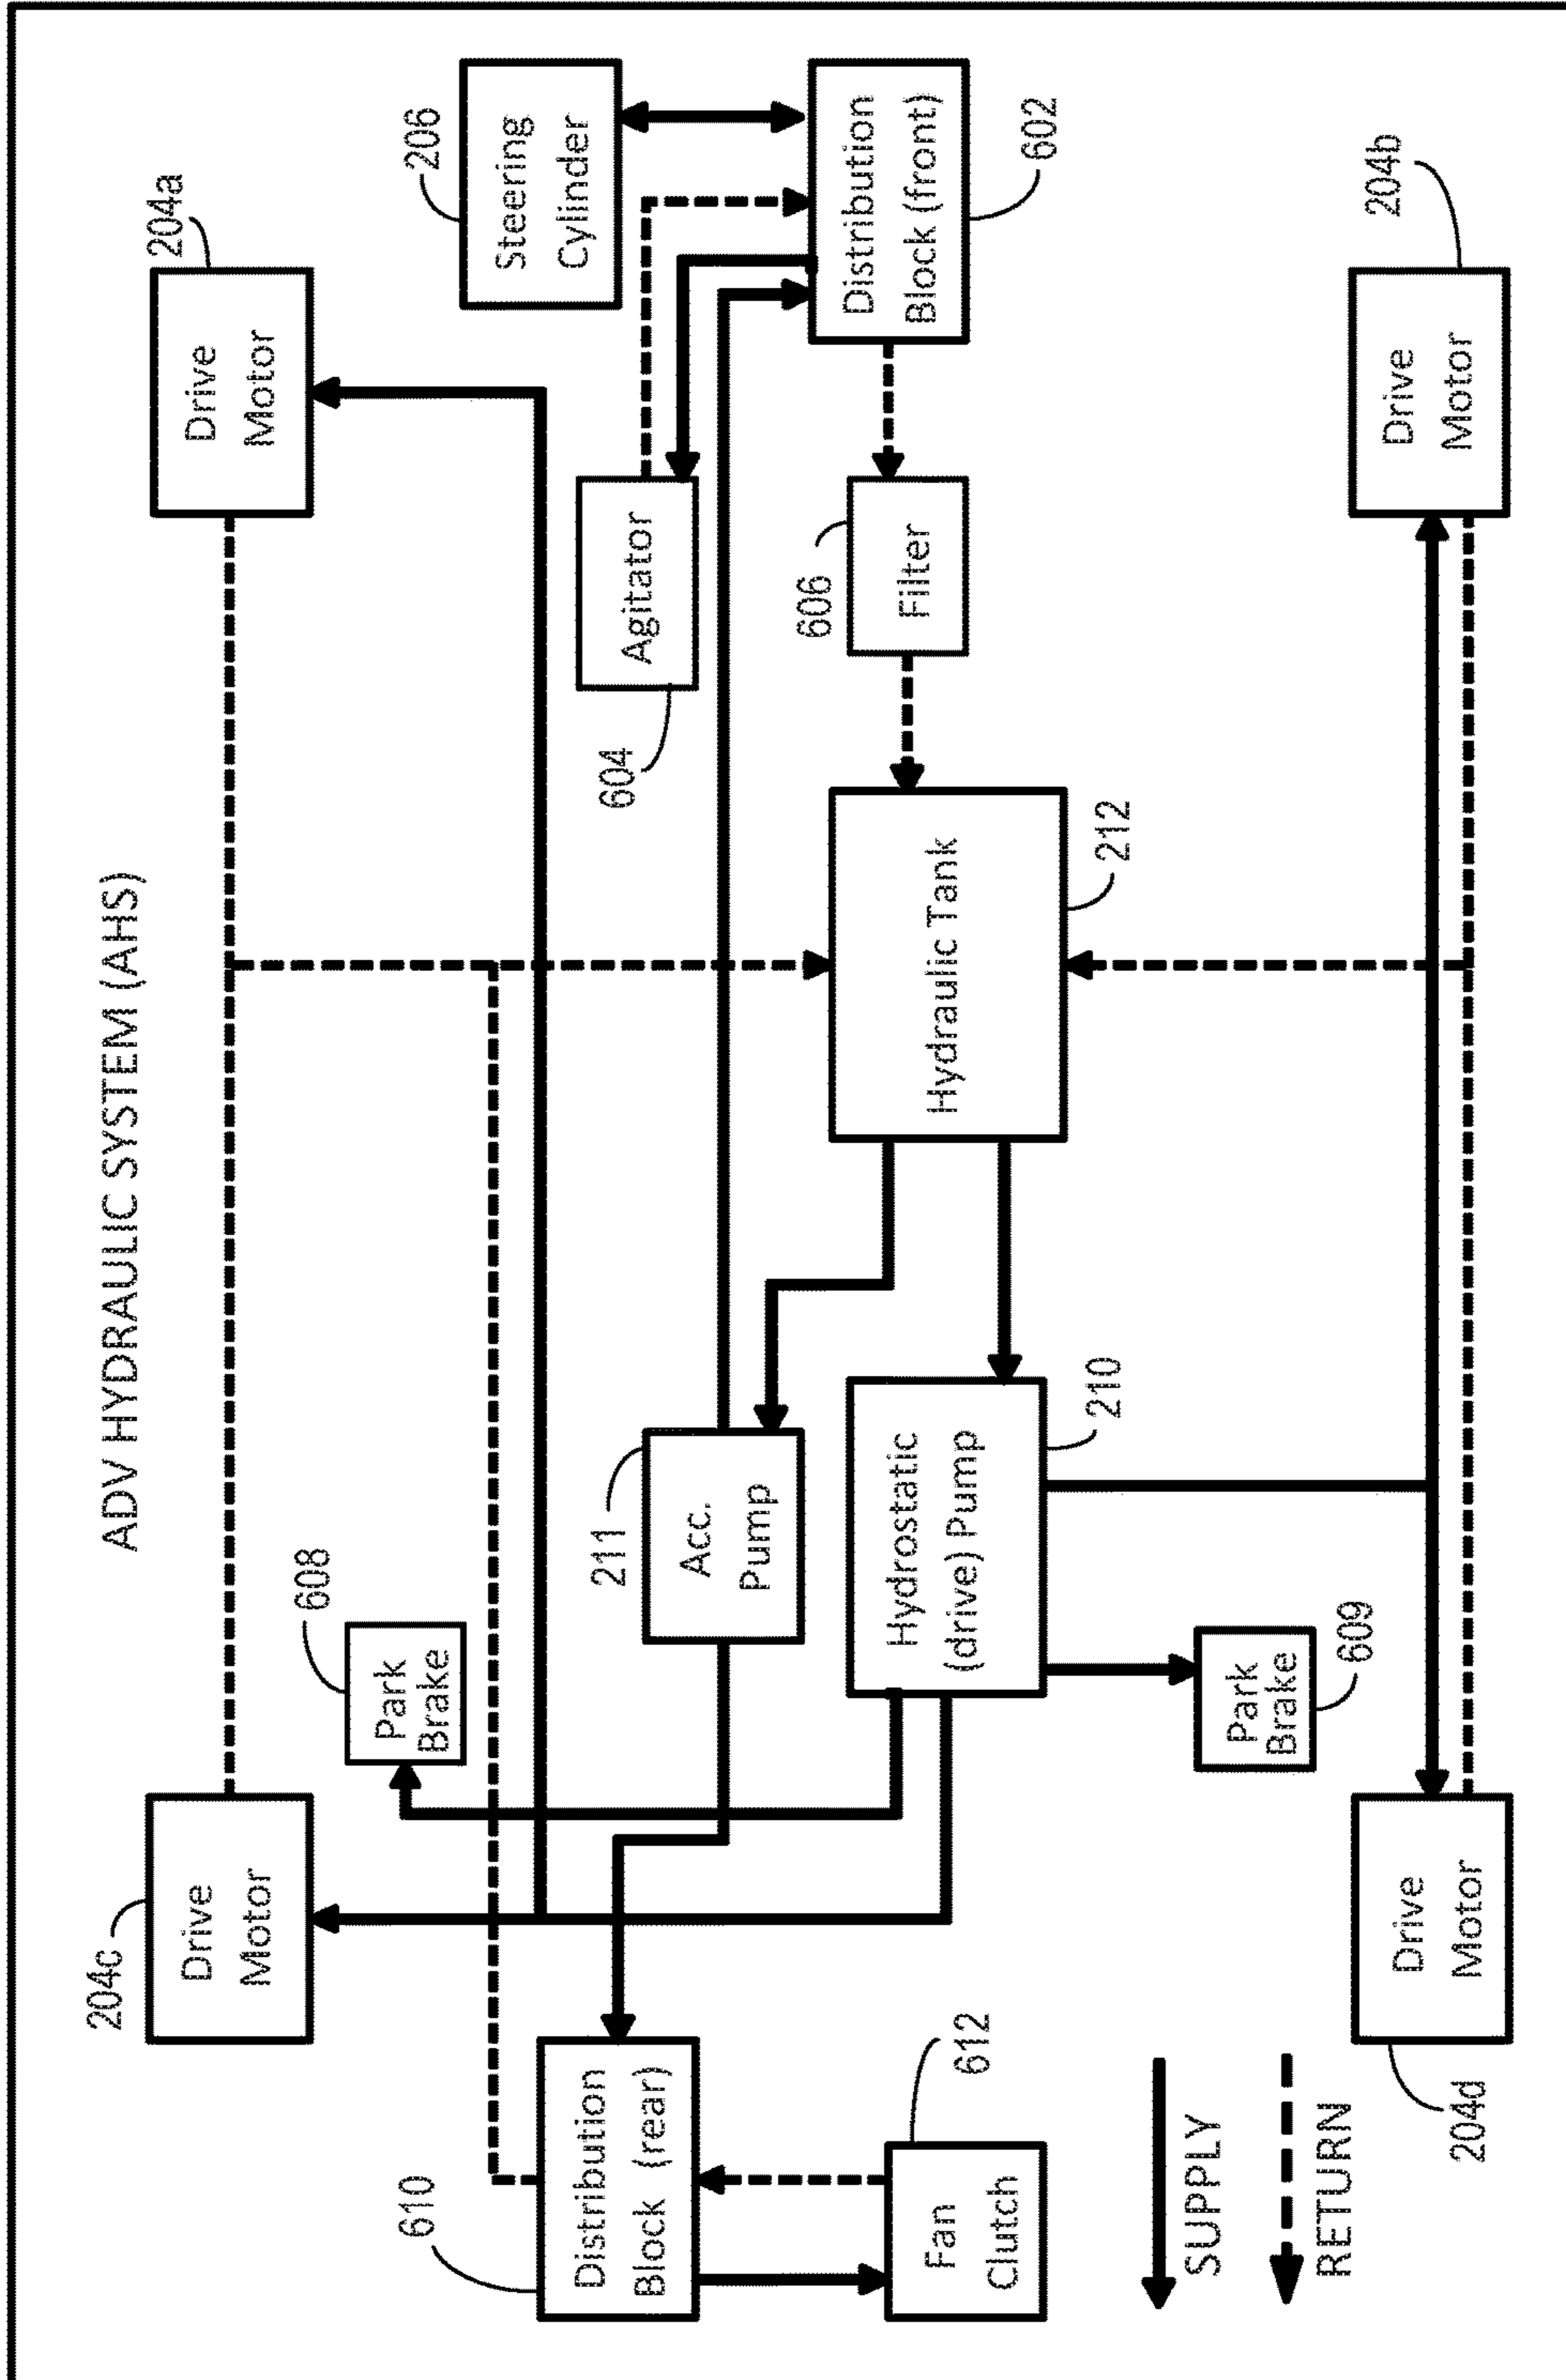 ADV HYDRAULIC SYSTEM (AHS)
204c
Drive
Motor
608
Park
Brake
204a
Drive
Motor
206
Steering
Cylinder
610
Distribution
Block (rear)
211
Acc.
Pump
604
Agitator
Distribution
Block (front)
602
612
Fan
Clutch
Hydrostatic
(drive) Pump
210
Hydraulic Tank
212
606
Filter
Park
Brake
609
SUPPLY
RETURN
204d
Drive
Motor
204b
Drive
Motor